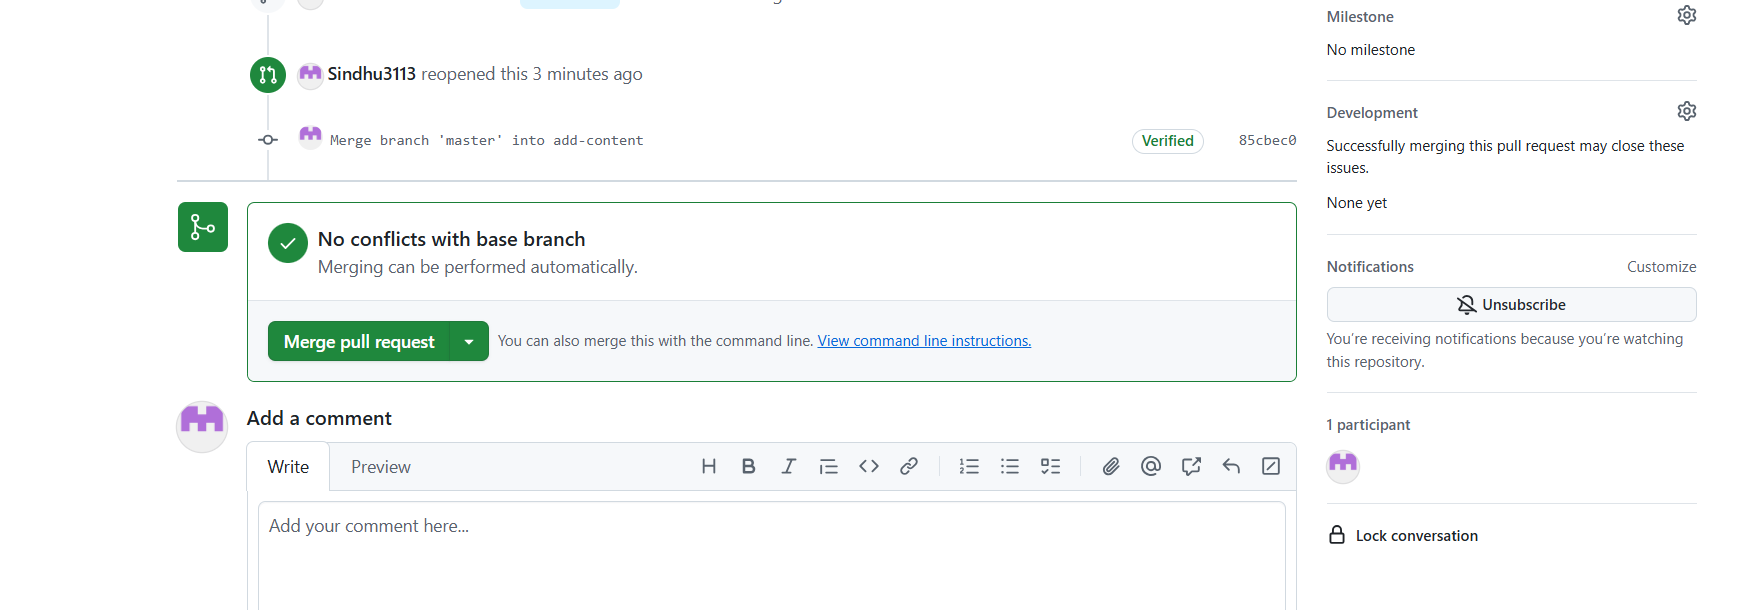 Sindhu3113 reopened this 3 minutes ago
Merge branch 'master' into add-content
Verified
85cbec0
No conflicts with base branch
Merging can be performed automatically.
Merge pull request
You can also merge this with the command line. View command line instructions.
Add a comment
Write
Preview
Add your comment here...
Milestone
No milestone
Development
Successfully merging this pull request may close these
issues.
None yet
Notifications
Customize
Unsubscribe
You're receiving notifications because you're watching
this repository.
1 participant
Lock conversation